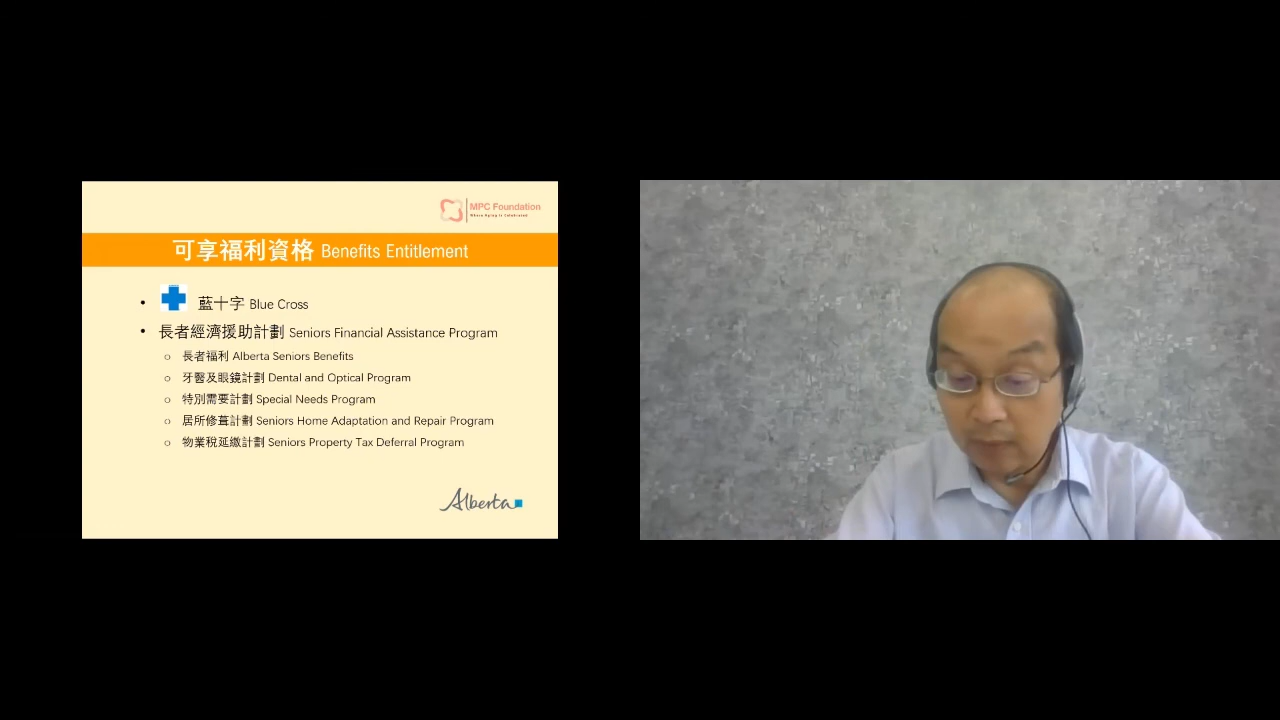 MPC Foundation
Where Aging is Celebrated
可享福利資格 Benefits Entitlement
• 藍十字 Blue Cross
• 長者經濟援助計劃 Seniors Financial Assistance Program
○ 長者福利 Alberta Seniors Benefits
○ 牙醫及眼鏡計劃 Dental and Optical Program
○ 特別需要計劃 Special Needs Program
○ 居所修葺計劃 Seniors Home Adaptation and Repair Program
○ 物業稅延繳計劃 Seniors Property Tax Deferral Program
Alberta